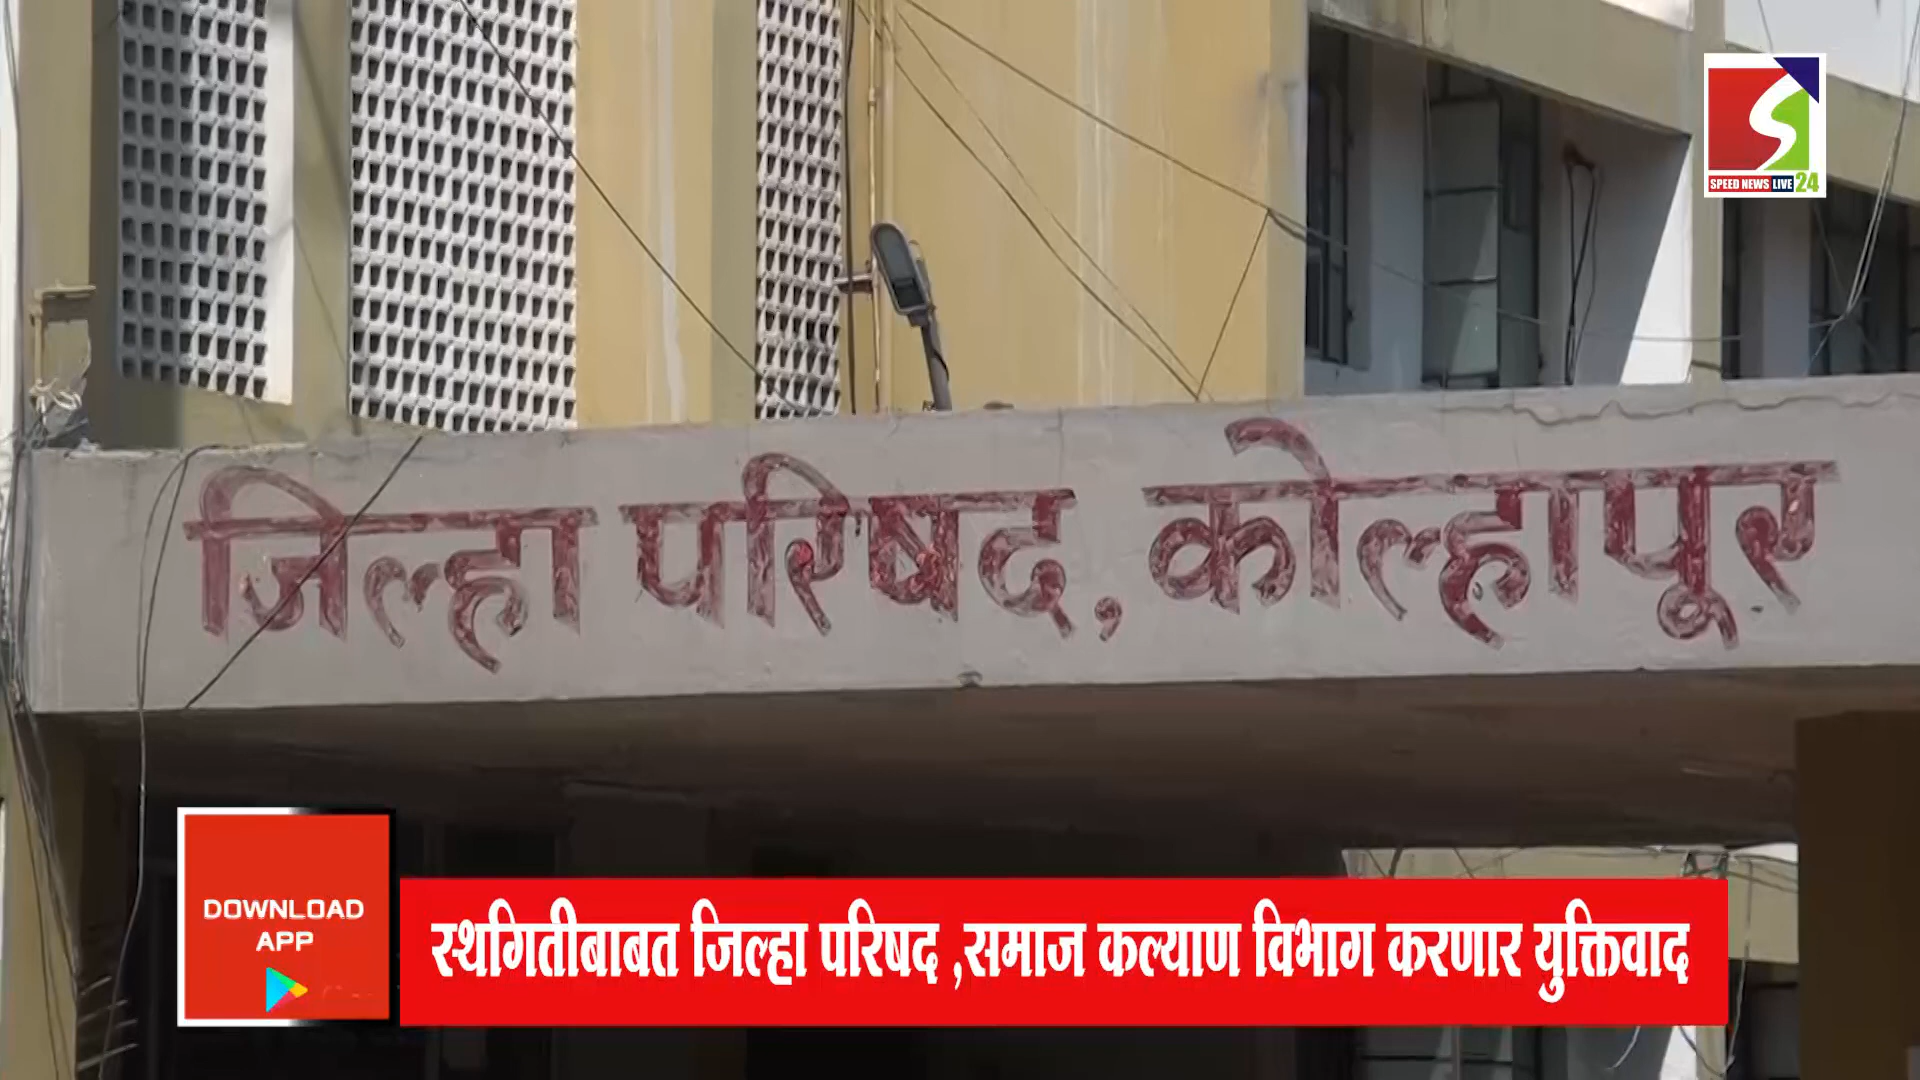 SPEED NEWS LIVE 24
जिल्हा परिषद, कोल्हापूर
DOWNLOAD
APP
स्थगितीबाबत जिल्हा परिषद ,समाज कल्याण विभाग करणार युक्तिवाद